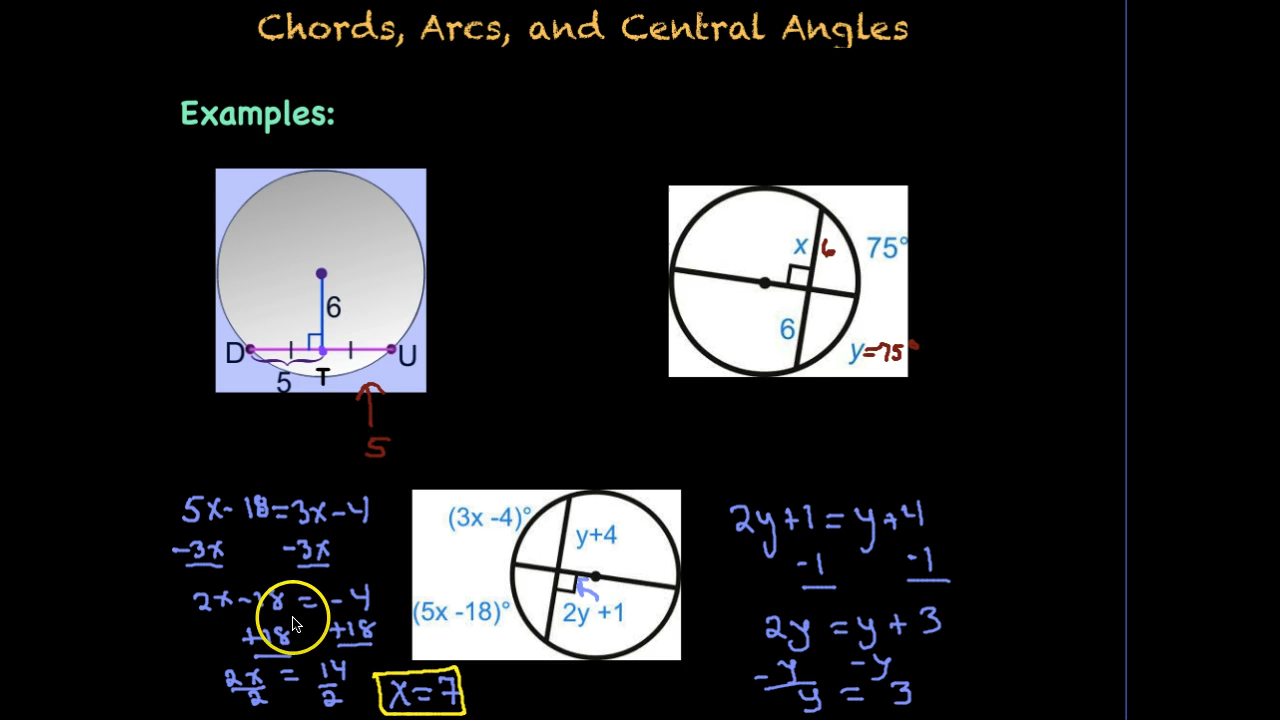 Chords, Arcs, and Central Angles
Examples:
6
D
U
5
T
5
x
6
75°
6
y=75°
5x-18=3x-4
-3x -3x
2x-18=-4
+18 +18
2x/2 = 14/2
x=7
(3x -4)°
y+4
(5x -18)°
2y +1
2y+1=y+4
-1 -1
2y=y+3
-y -y
y=3